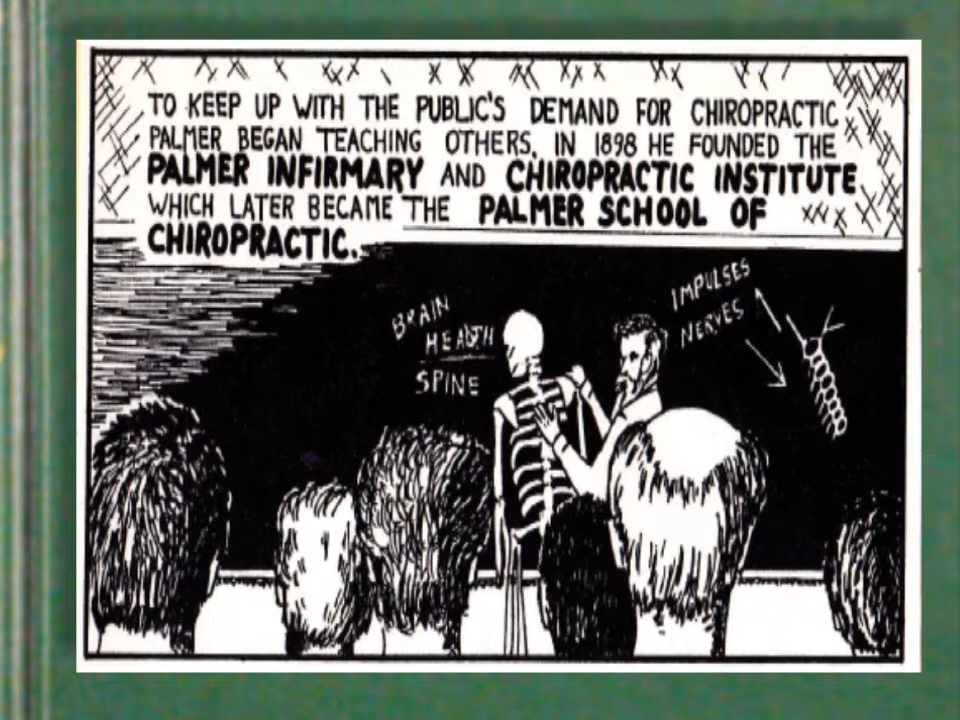 TO KEEP UP WITH THE PUBLIC'S DEMAND FOR CHIROPRACTIC
PALMER BEGAN TEACHING OTHERS, IN 1898 HE FOUNDED THE
PALMER INFIRMARY AND CHIROPRACTIC INSTITUTE
WHICH LATER BECAME THE PALMER SCHOOL OF
CHIROPRACTIC.
BRAIN
HEALTH
SPINE
IMPULSES
NERVES